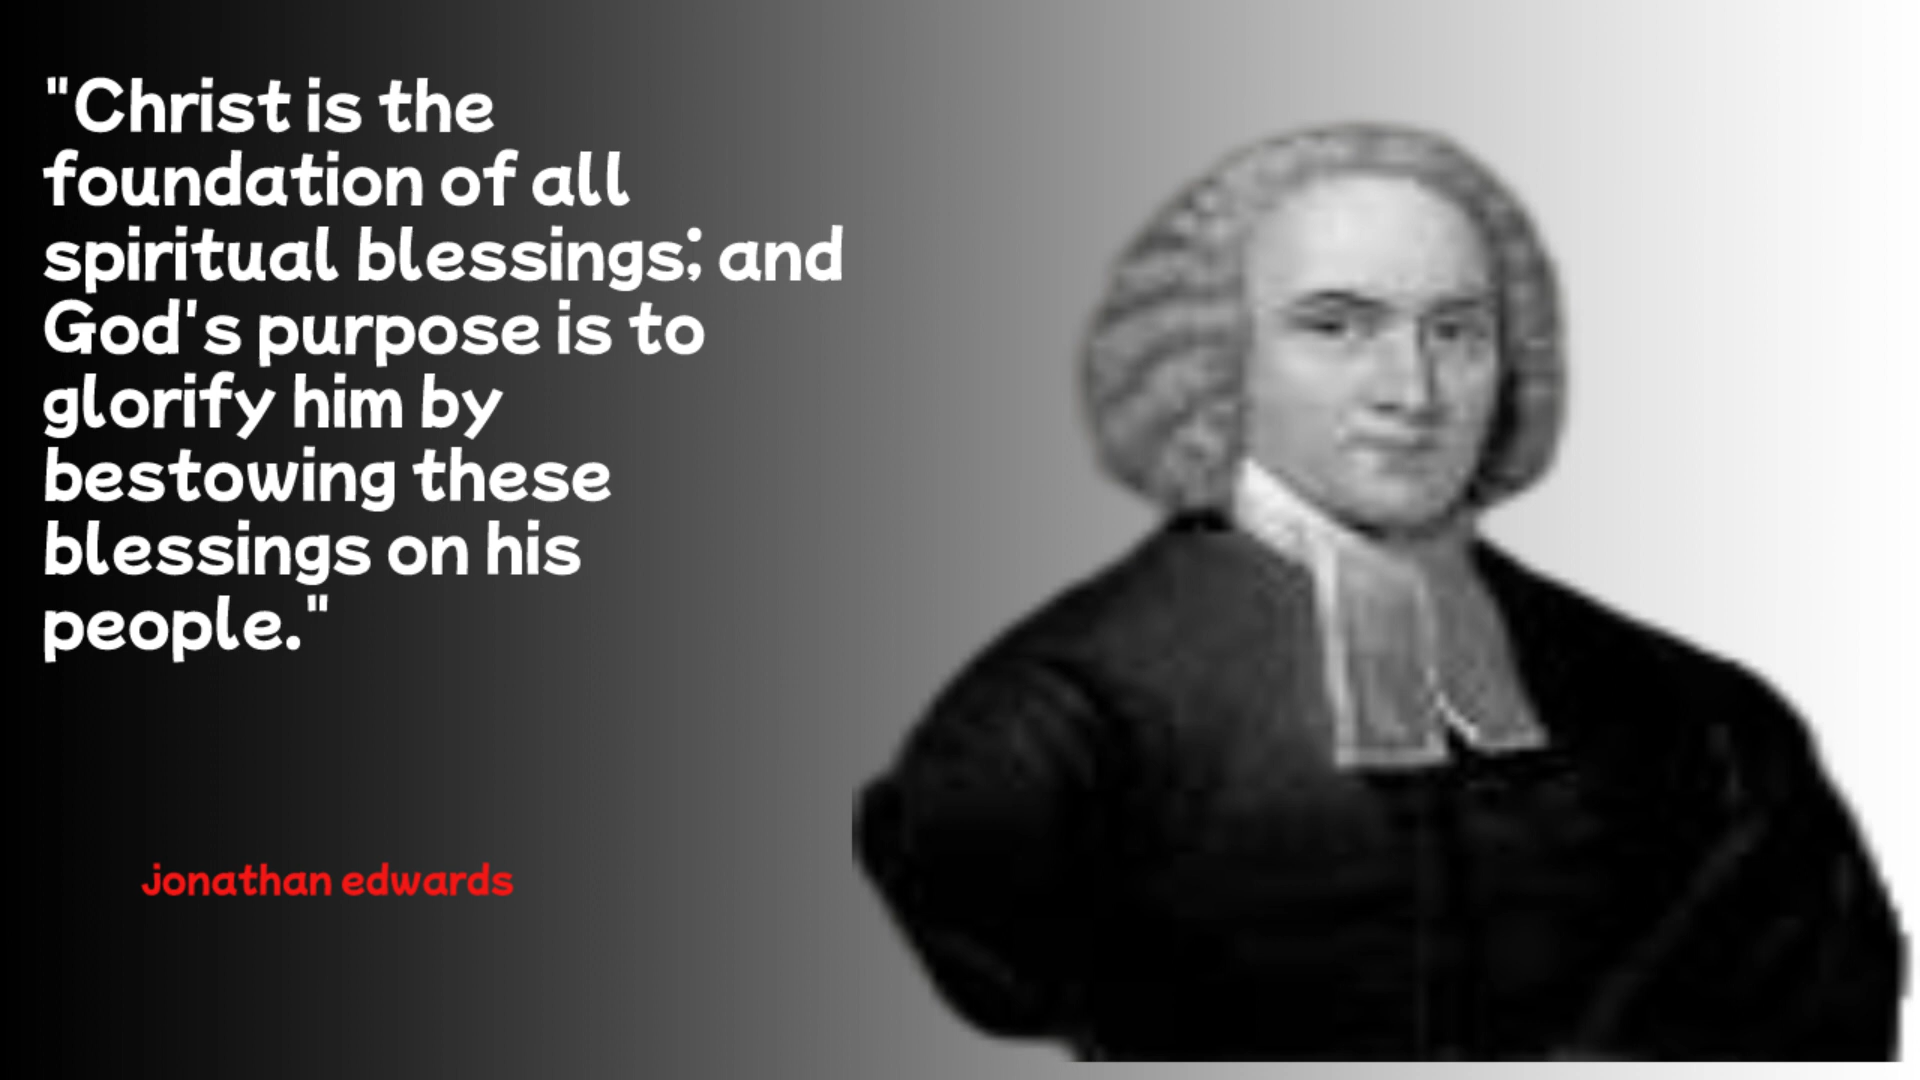 "Christ is the
foundation of all
spiritual blessings; and
God's purpose is to
glorify him by
bestowing these
blessings on his
people."
jonathan edwards